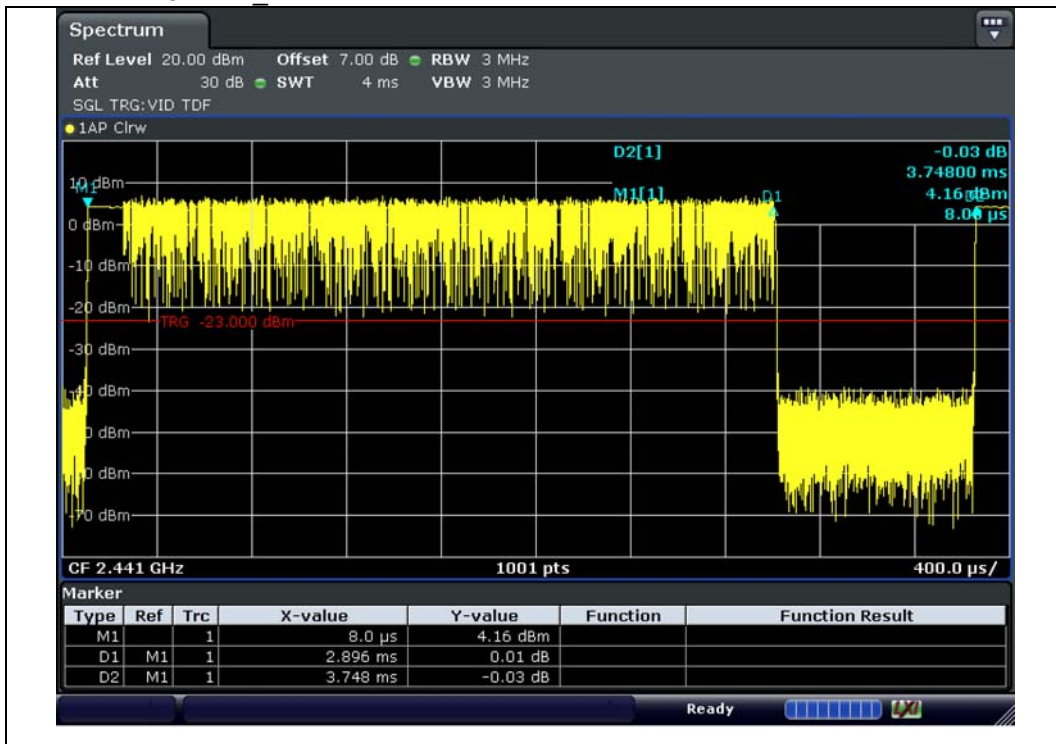 Spectrum
Ref Level 20.00 dBm Offset 7.00 dB RBW 3 MHz
Att 30 dB SWT 4 ms VBW 3 MHz
SGL TRG:VID TDF
1AP Clrw
D2[1] -0.03 dB
3.74800 ms
10 dBm
M1
M1[1] 4.16 dBm
D1
8.00 µs
0 dBm
-10 dBm
-20 dBm
TRG -23.000 dBm
-30 dBm
dBm
dBm
dBm
-70 dBm
CF 2.441 GHz 1001 pts 400.0 µs/
Marker
Type Ref Trc X-value Y-value Function Function Result
M1 1 8.0 µs 4.16 dBm
D1 M1 1 2.896 ms 0.01 dB
D2 M1 1 3.748 ms -0.03 dB
Ready LXI